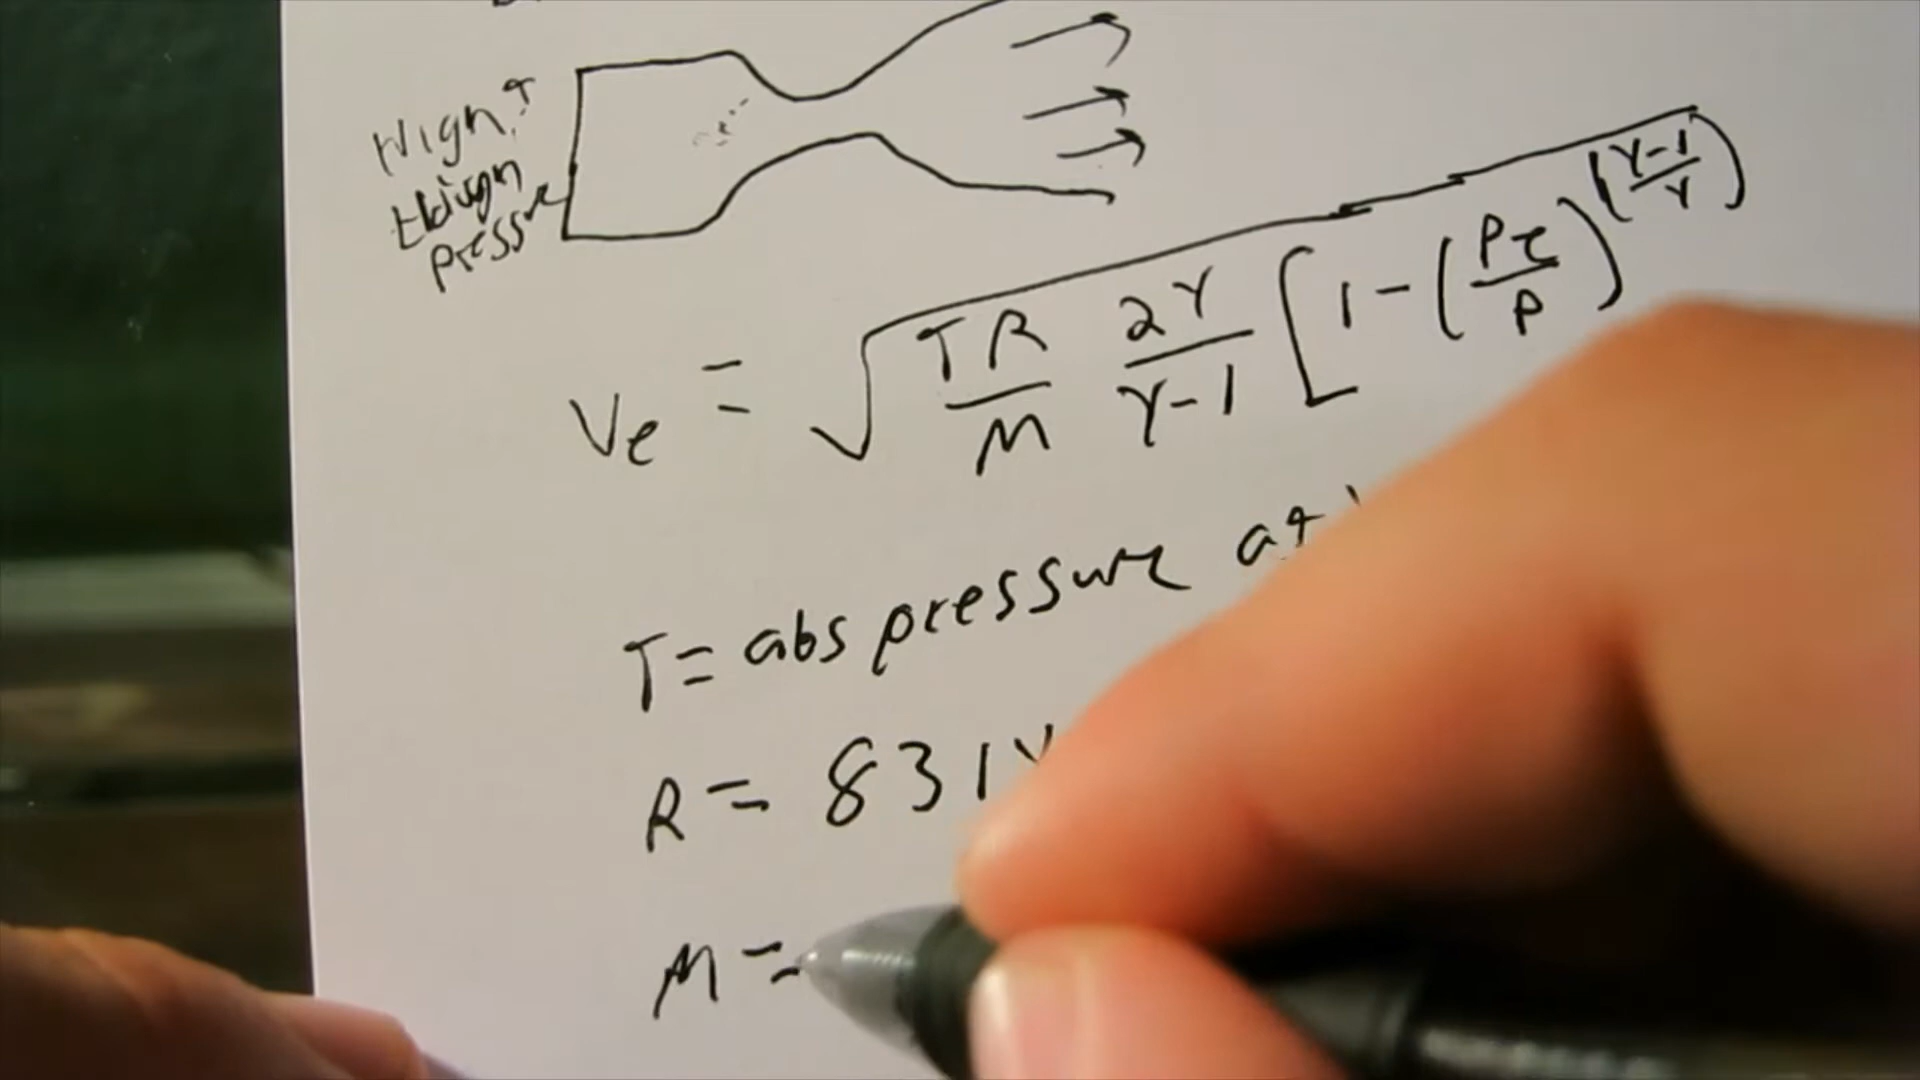 High T
High
pressure
Ve = √ TR/M 2γ/γ-1 [1-(Pe/P)^(γ-1/γ)
T= abs pressure at
R= 831
M=